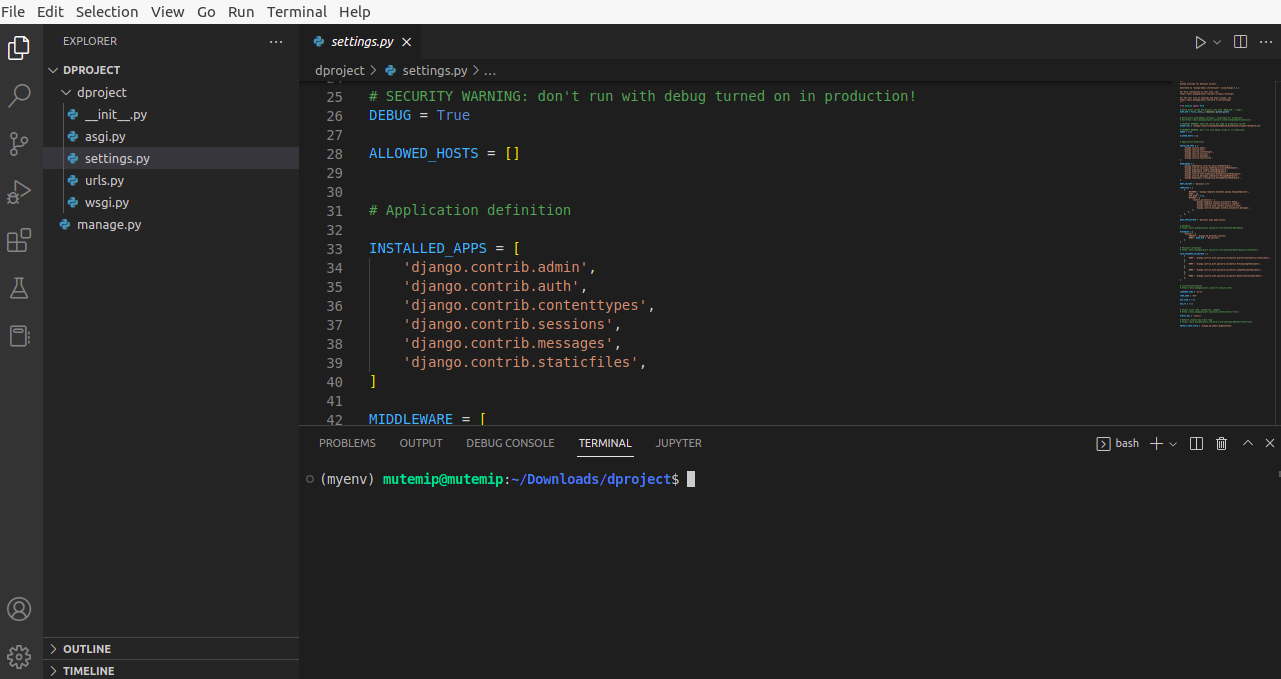 File Edit Selection View Go Run Terminal Help
EXPLORER
DPROJECT
dproject
__init__.py
asgi.py
settings.py
urls.py
wsgi.py
manage.py
OUTLINE
TIMELINE
settings.py
dproject > settings.py > ...
25 # SECURITY WARNING: don't run with debug turned on in production!
26 DEBUG = True
27
28 ALLOWED_HOSTS = []
29
30
31 # Application definition
32
33 INSTALLED_APPS = [
34     'django.contrib.admin',
35     'django.contrib.auth',
36     'django.contrib.contenttypes',
37     'django.contrib.sessions',
38     'django.contrib.messages',
39     'django.contrib.staticfiles',
40 ]
41
42 MIDDLEWARE = [
PROBLEMS OUTPUT DEBUG CONSOLE TERMINAL JUPYTER
bash
(myenv) mutemip@mutemip:~/Downloads/dproject$